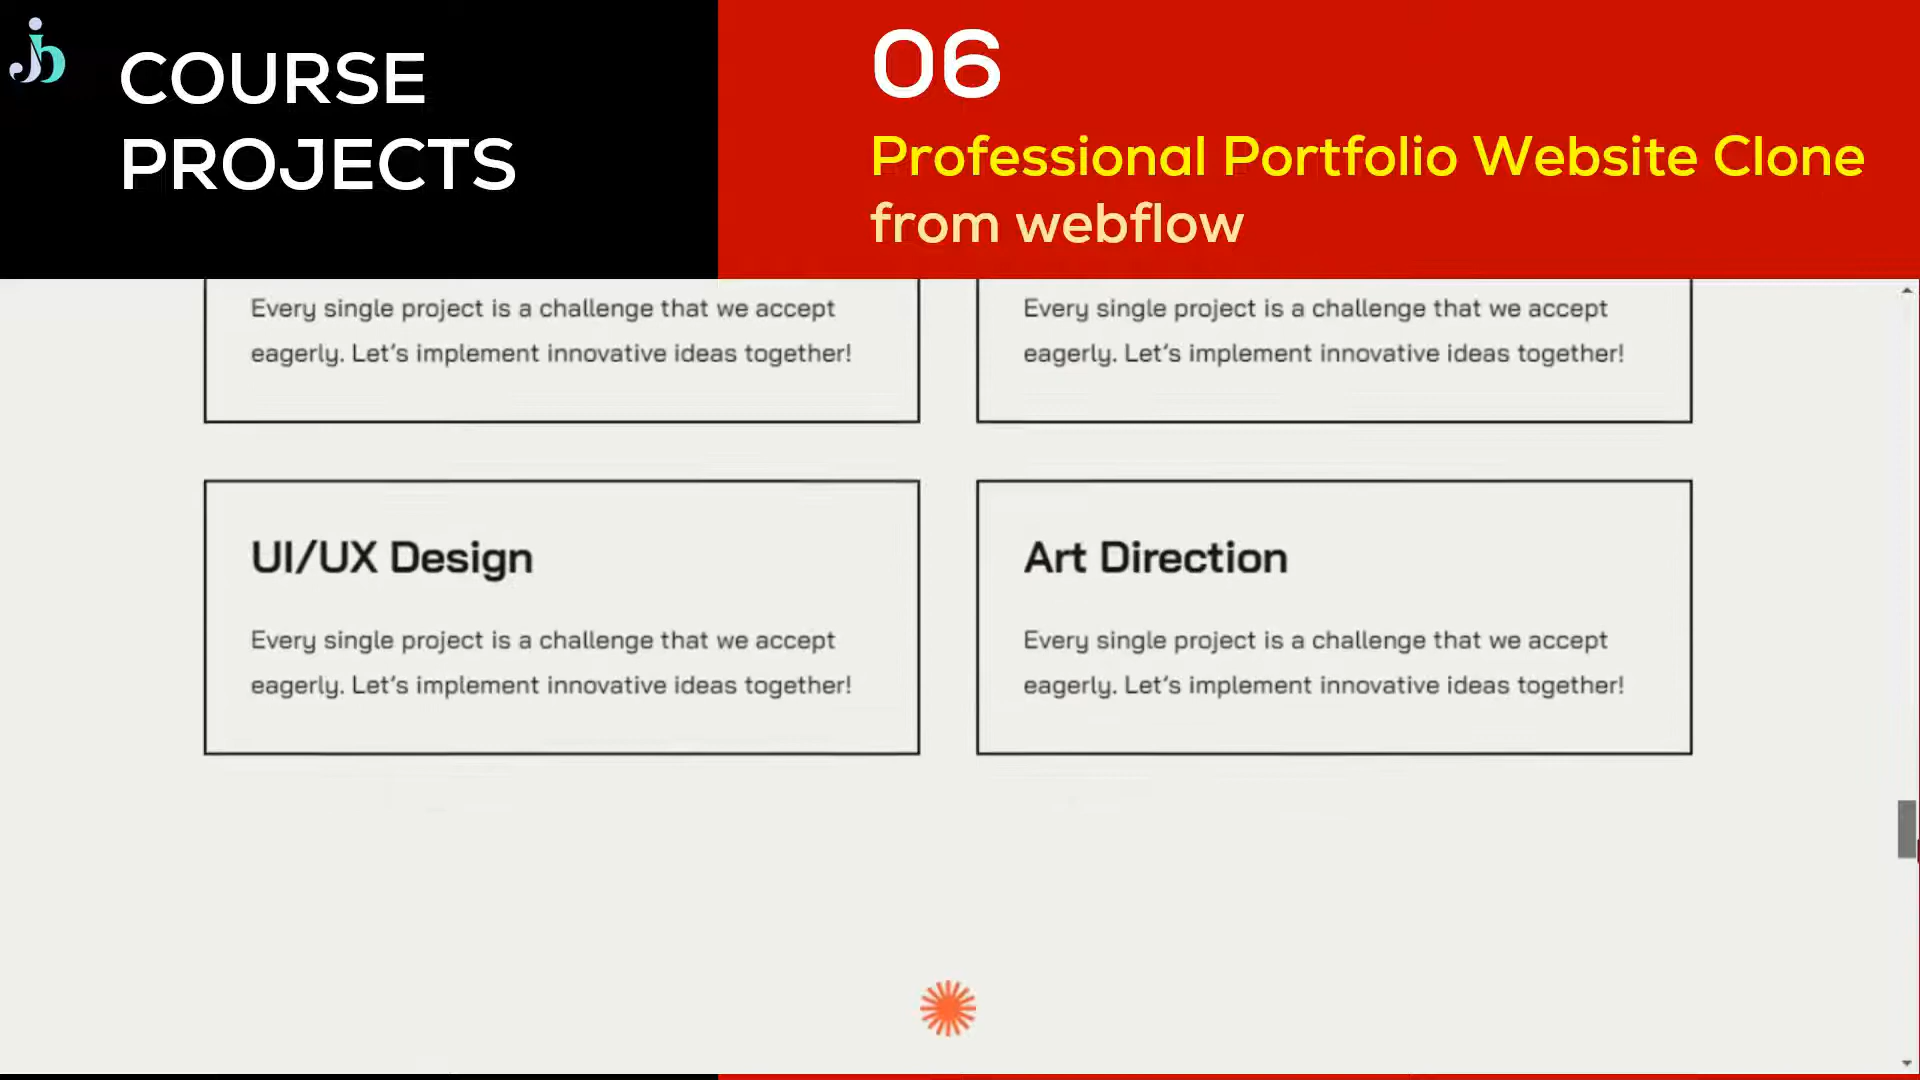 jb
COURSE
PROJECTS
06
Professional Portfolio Website Clone
from webflow
Every single project is a challenge that we accept
eagerly. Let’s implement innovative ideas together!
Every single project is a challenge that we accept
eagerly. Let’s implement innovative ideas together!
UI/UX Design
Every single project is a challenge that we accept
eagerly. Let’s implement innovative ideas together!
Art Direction
Every single project is a challenge that we accept
eagerly. Let’s implement innovative ideas together!